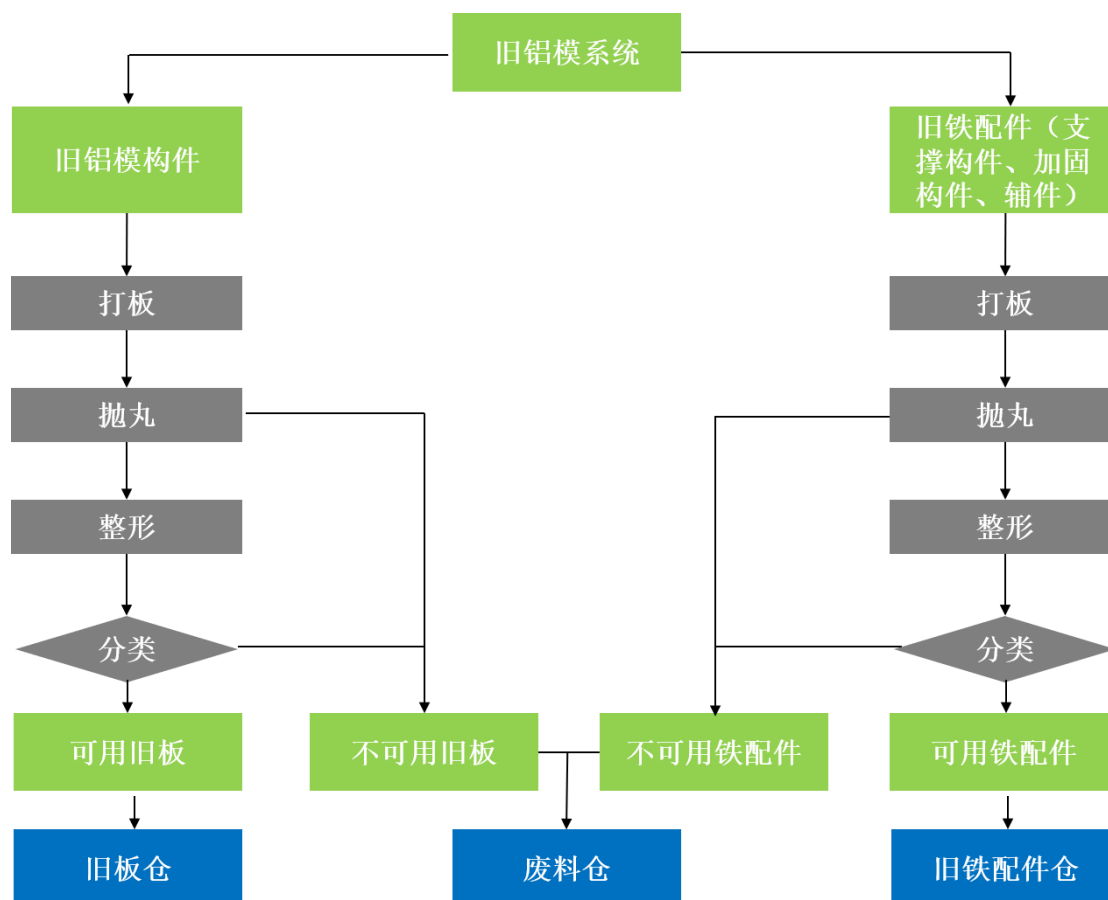 旧铝模系统
旧铝模构件
旧铁配件（支
撑构件、加固
构件、辅件）
打板
打板
抛丸
抛丸
整形
整形
分类
分类
可用旧板
不可用旧板
不可用铁配件
可用铁配件
旧板仓
废料仓
旧铁配件仓